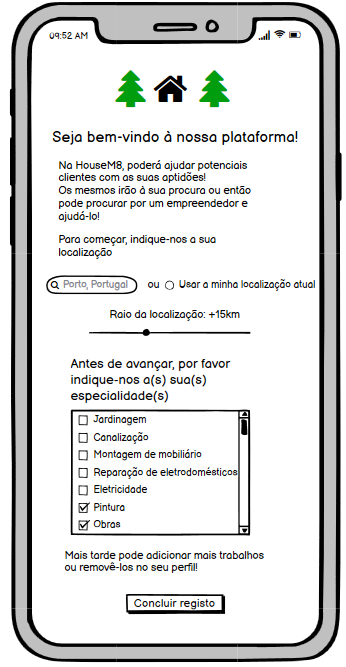 09:52 AM
Seja bem-vindo à nossa plataforma!
Na HouseM8, poderá ajudar potenciais
clientes com as suas aptidões!
Os mesmos irão à sua procura ou então
pode procurar por um empreendedor e
ajudá-lo!
Para começar, indique-nos a sua
localização
Porto, Portugal ou Usar a minha localização atual
Raio da localização: +15km
Antes de avançar, por favor
indique-nos a(s) sua(s)
especialidade(s)
Jardinagem
Canalização
Montagem de mobiliário
Reparação de eletrodomésticos
Eletricidade
Pintura
Obras
Mais tarde pode adicionar mais trabalhos
ou removê-los no seu perfil!
Concluir registo